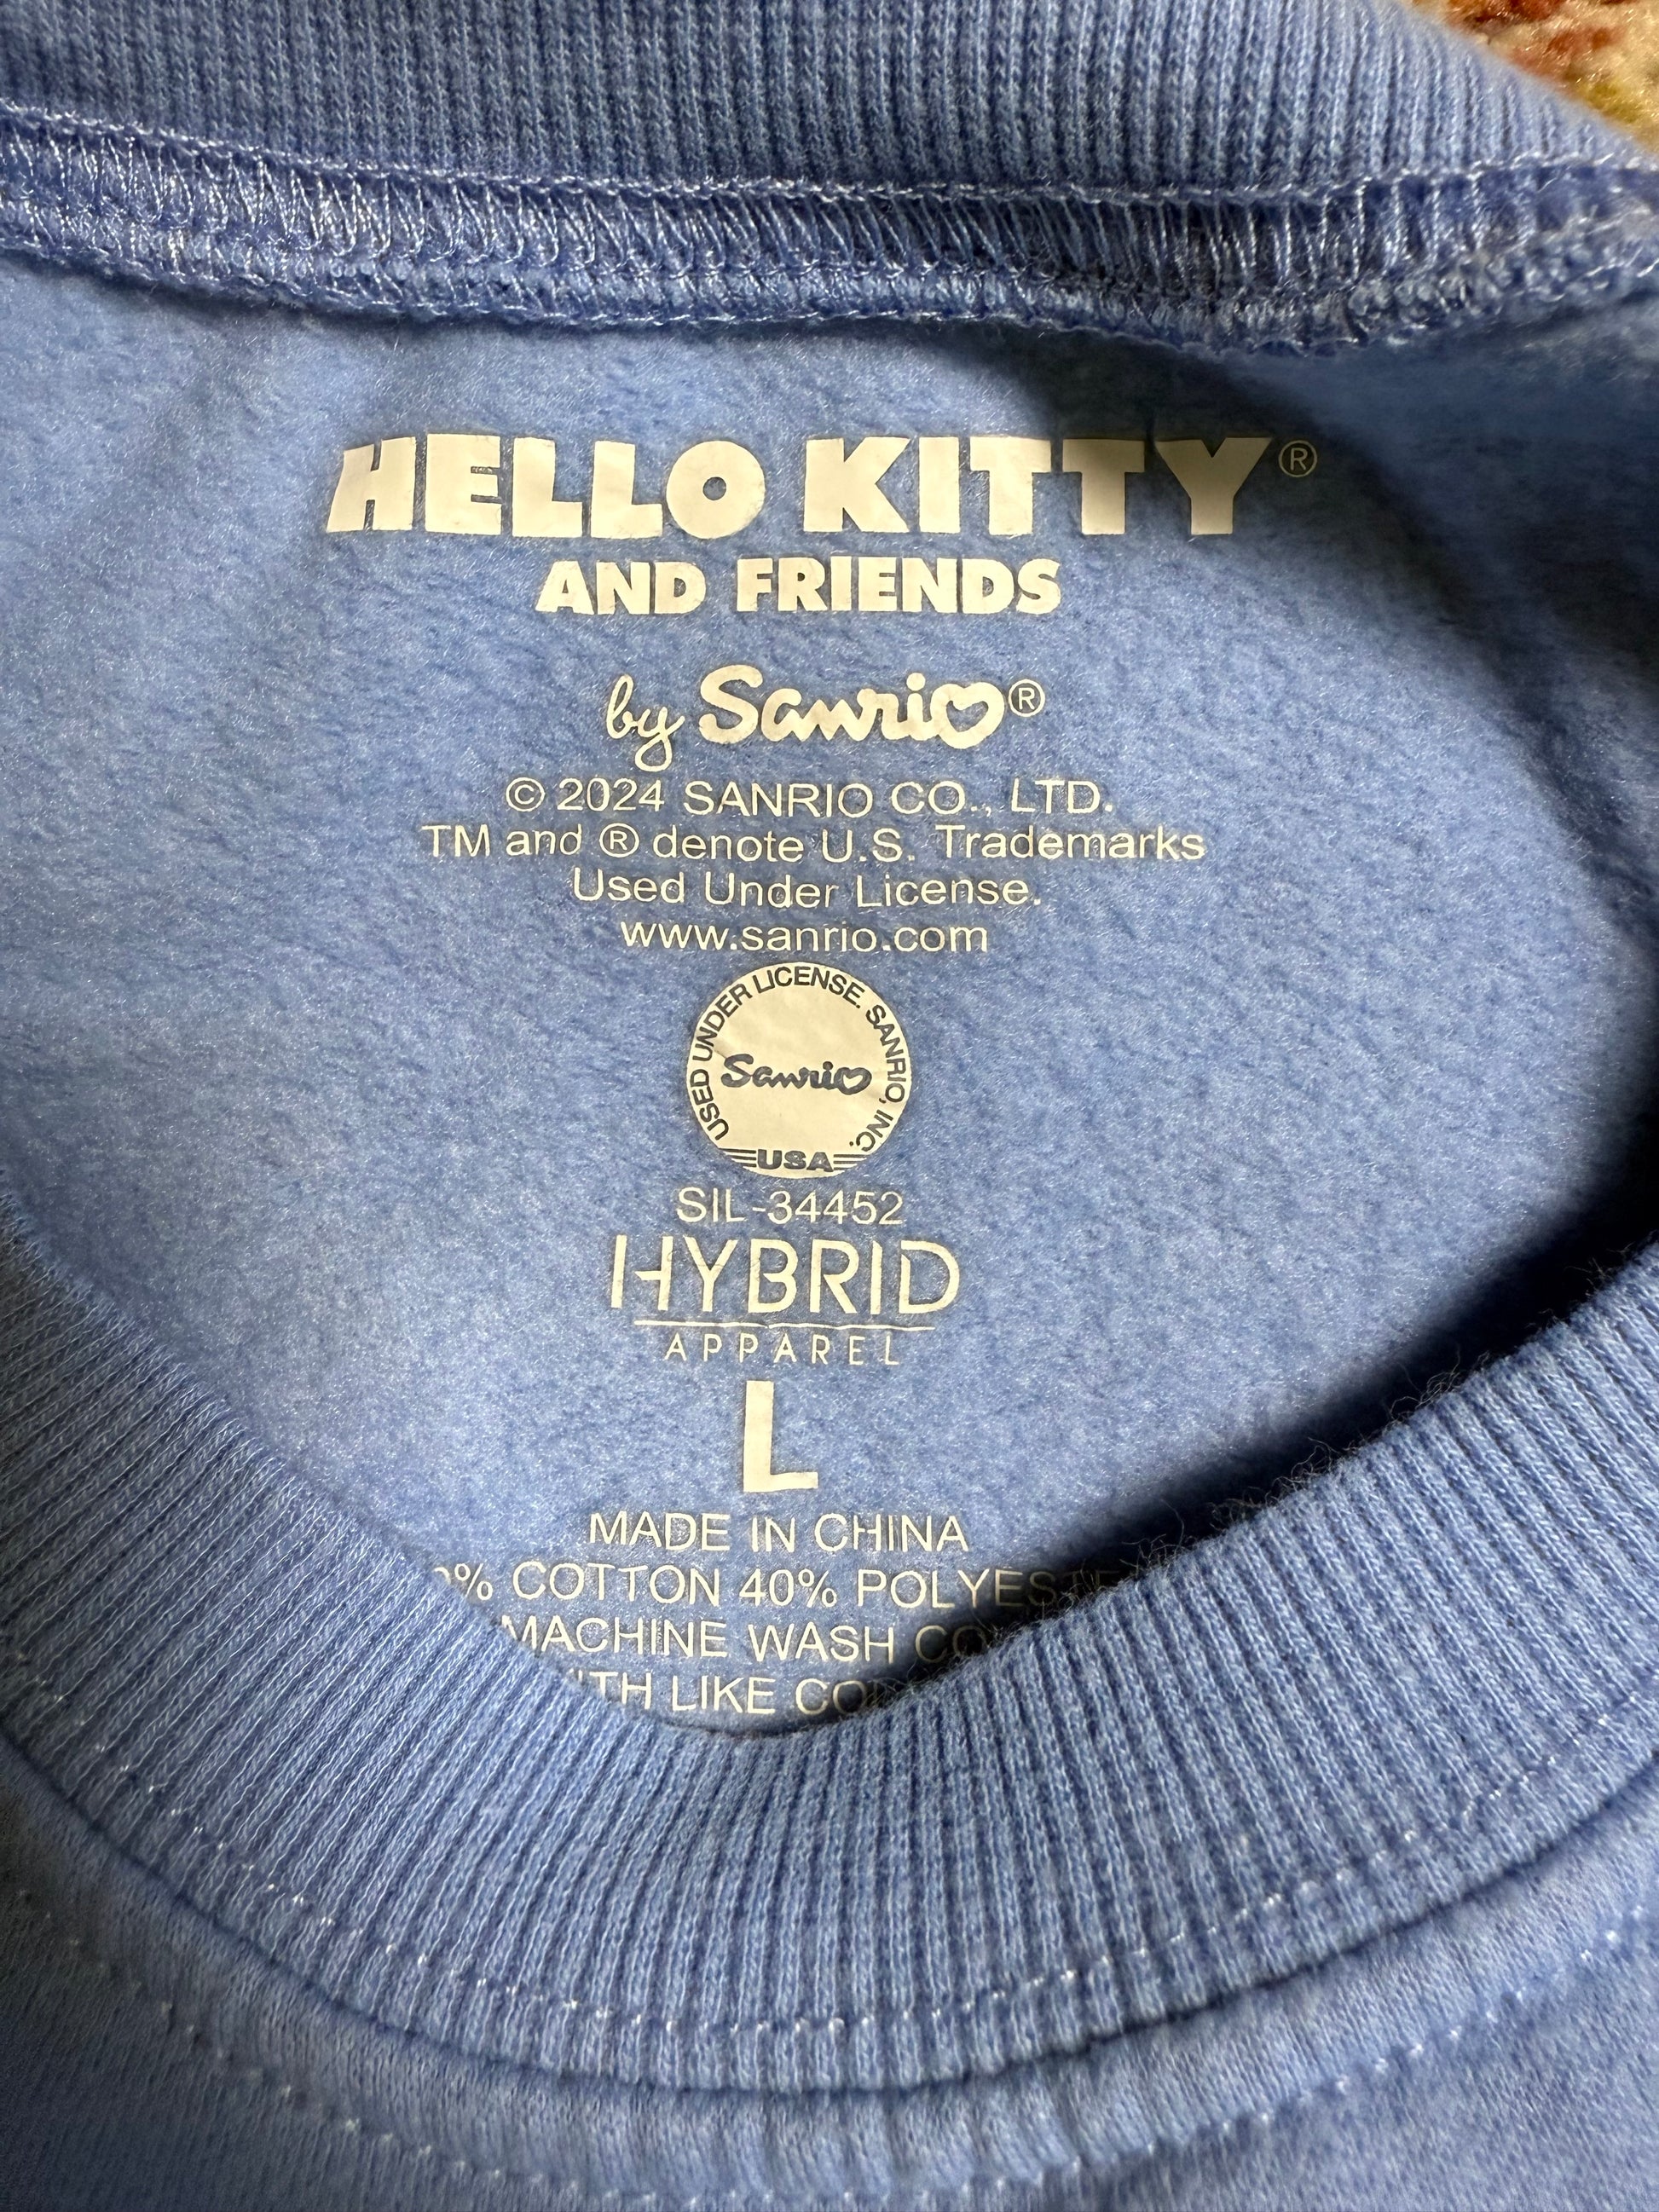 HELLO KITTY®
AND FRIENDS
by Sanrio®
© 2024 SANRIO CO., LTD.
TM and ® denote U.S. Trademarks
Used Under License.
www.sanrio.com
USED UNDER LICENSE. SANRIO, INC.
Sanrio
USA
SIL-34452
HYBRID
APPAREL
L
MADE IN CHINA
% COTTON 40% POLYESTE
MACHINE WASH
LIKE